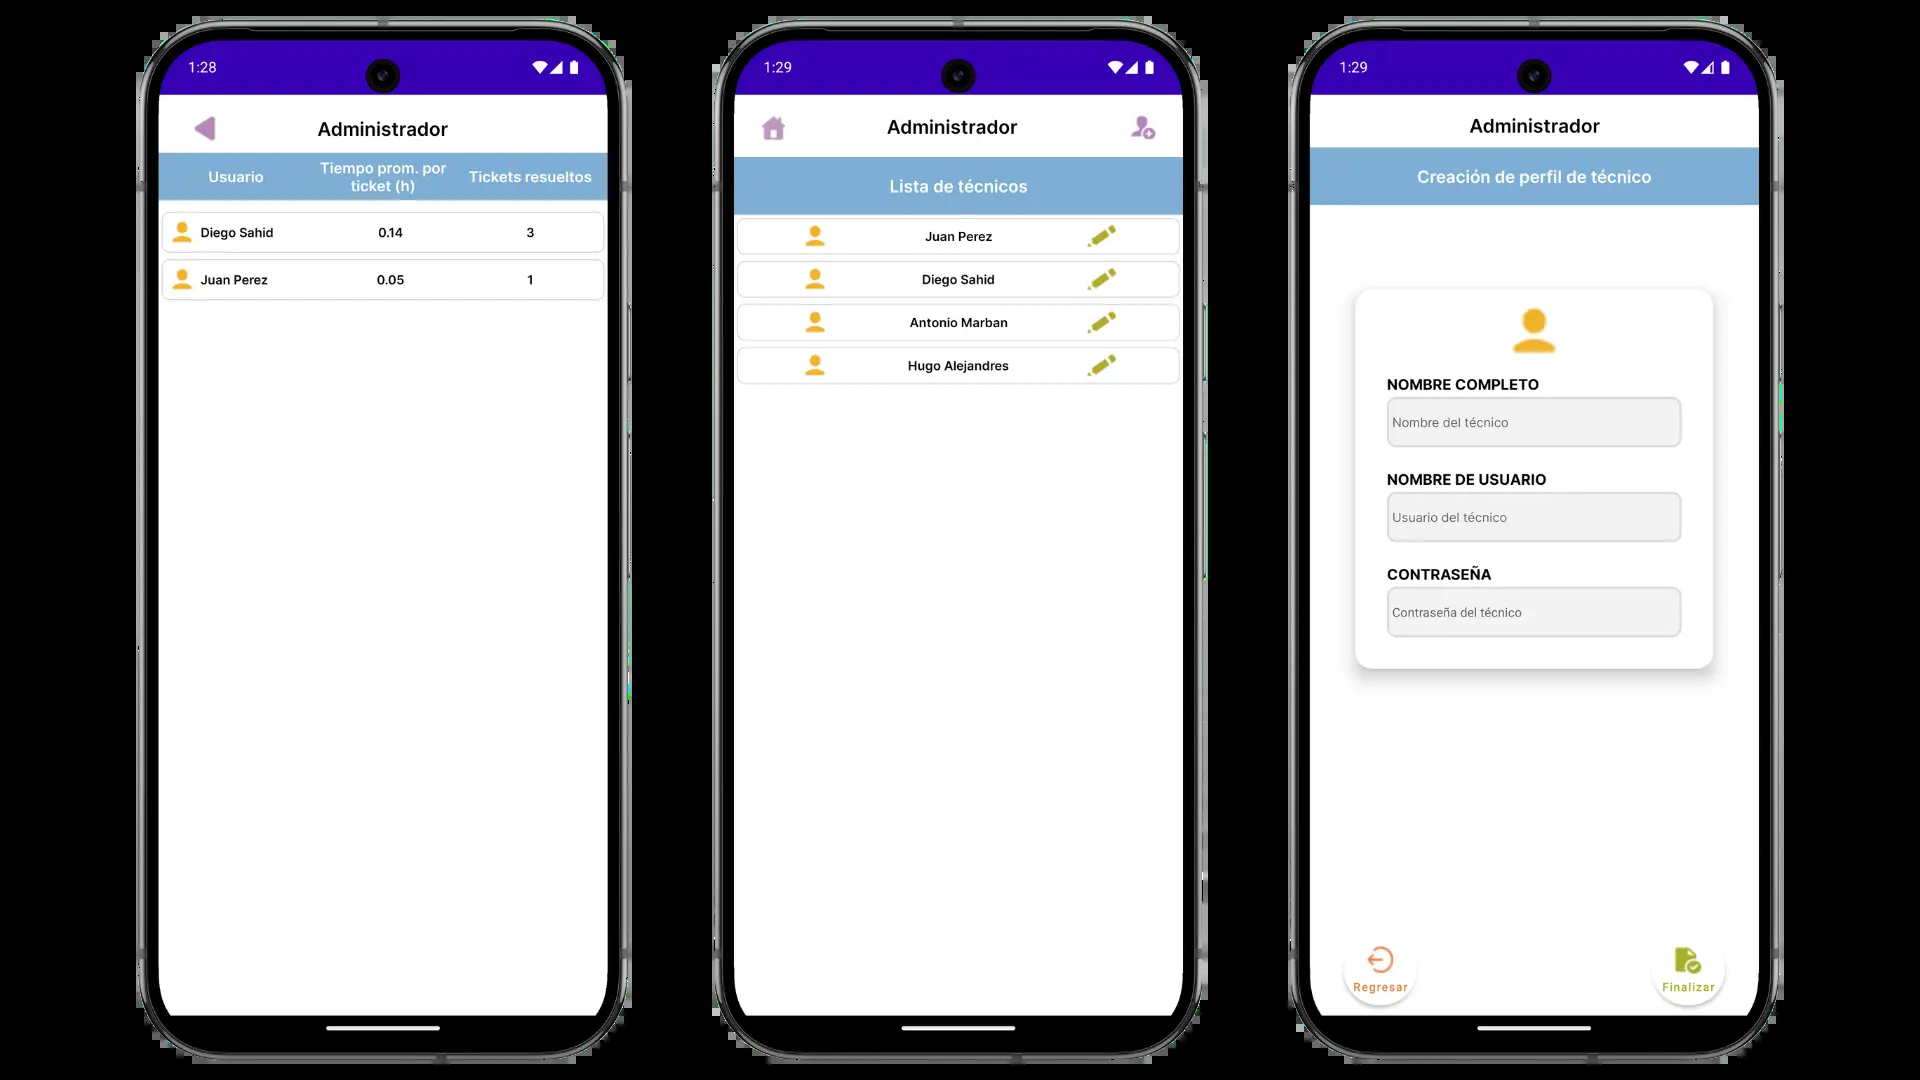 1:28
Administrador
Usuario
Tiempo prom. por
ticket (h)
Tickets resueltos
Diego Sahid 0.14 3
Juan Perez 0.05 1
1:29
Administrador
Lista de técnicos
Juan Perez
Diego Sahid
Antonio Marban
Hugo Alejandres
1:29
Administrador
Creación de perfil de técnico
NOMBRE COMPLETO
Nombre del técnico
NOMBRE DE USUARIO
Usuario del técnico
CONTRASEÑA
Contraseña del técnico
Regresar
Finalizar